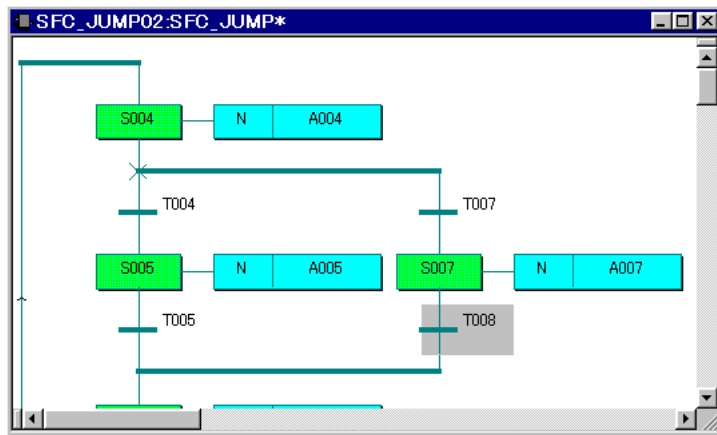 SFC_JUMP02:SFC_JUMP*
S004 N A004
T004 T007
S005 N A005 S007 N A007
T005 T008